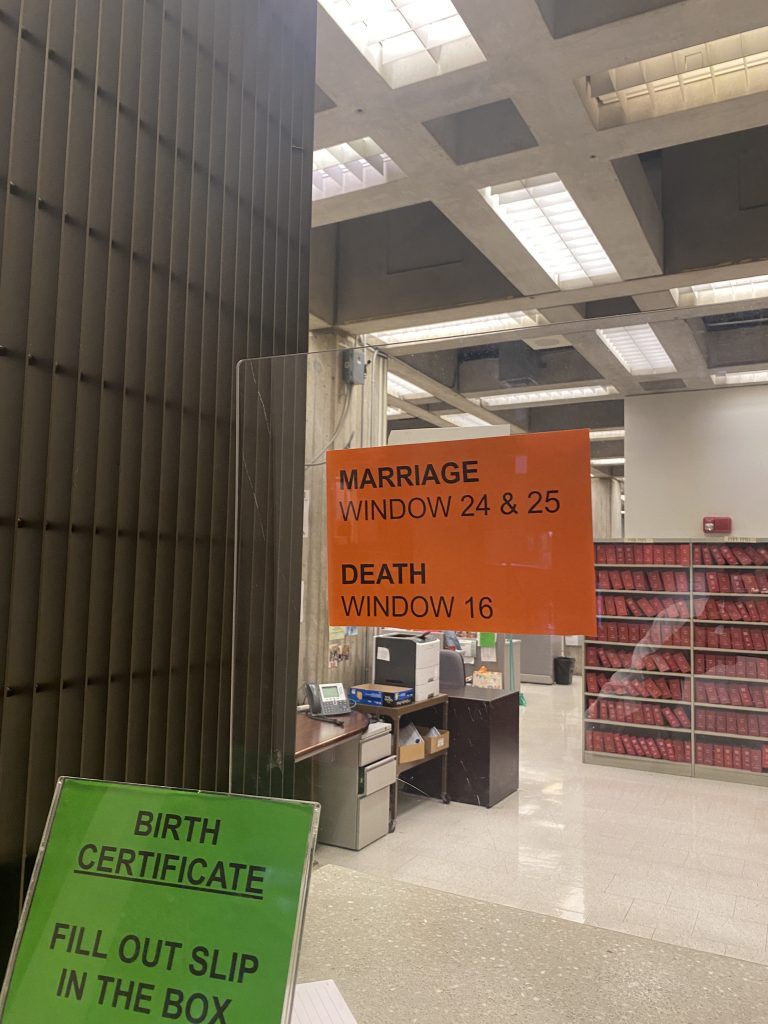 MARRIAGE
WINDOW 24 & 25
DEATH
WINDOW 16
BIRTH
CERTIFICATE
FILL OUT SLIP
IN THE BOX